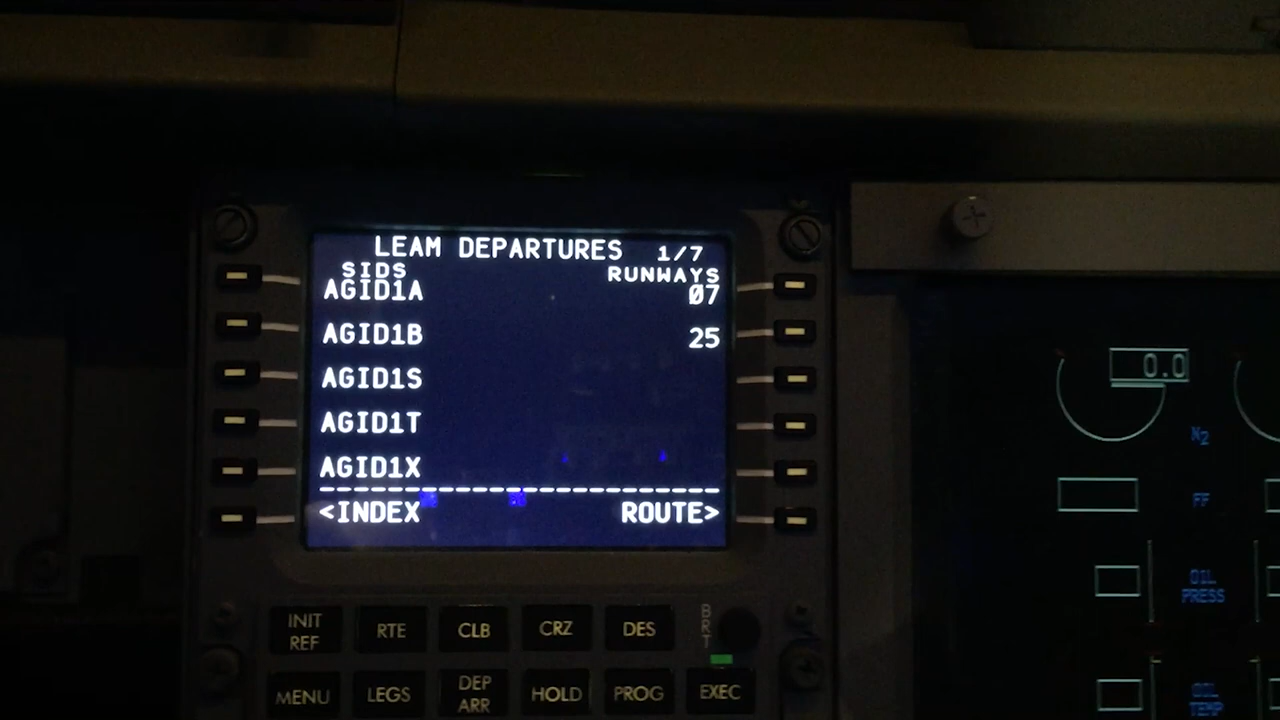 LEAM DEPARTURES 1/7
SIDS RUNWAYS
AGID1A 07
AGID1B 25
AGID1S
AGID1T
AGID1X
<INDEX ROUTE>
INIT REF
RTE
CLB
CRZ
DES
BRT
MENU
LEGS
DEP ARR
HOLD
PROG
EXEC
0.0
N2
FF
OIL PRESS
OIL TEMP